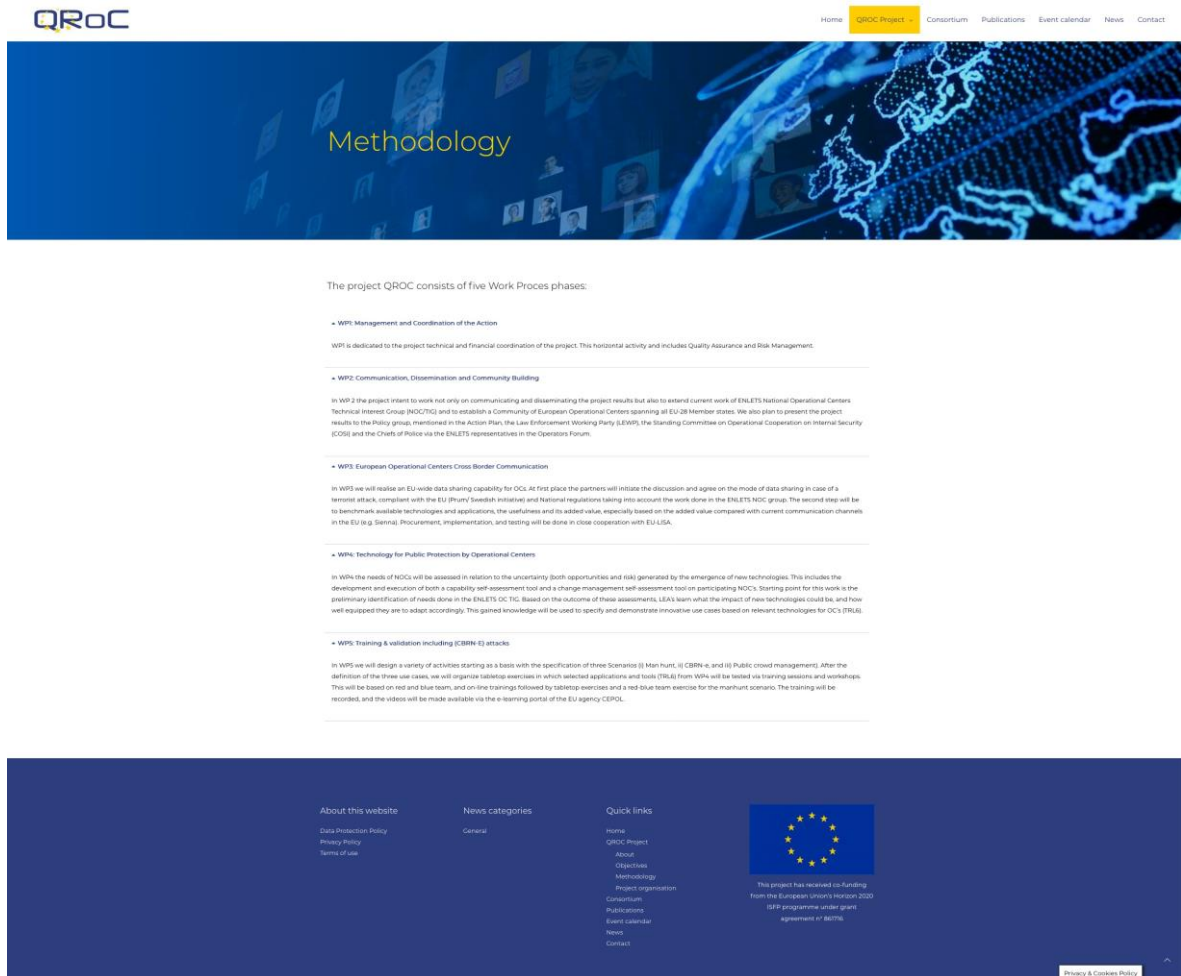 QRoC
Home QROC Project Consortium Publications Event calendar News Contact
Methodology
The project QROC consists of five Work Proces phases:
WP1: Management and Coordination of the Action
WP1 is dedicated to the project technical and financial coordination of the project. This horizontal activity and includes Quality Assurance and Risk Management.
WP2: Communication, Dissemination and Community Building
In WP 2 the project intent to work not only on communicating and disseminating the project results but also to extend current work of ENLETS National Operational Centers
Technical Interest Group (NOC/TIG) and to establish a Community of European Operational Centers spanning all EU-28 Member states. We also plan to present the project
results to the Policy group, mentioned in the Action Plan, the Law Enforcement Working Party (LEWP), the Standing Committee on Operational Cooperation on Internal Security
(COSI) and the Chiefs of Police via the ENLETS representatives in the Operators Forum.
WP3: European Operational Centers Cross Border Communication
In WP3 we will realise an EU-wide data sharing capability for OCs. At first place the partners will initiate the discussion and agree on the mode of data sharing in case of a
terrorist attack, compliant with the EU (Prum/ Swedish Initiative) and National regulations taking into account the work done in the ENLETS NOC group. The second step will be
to benchmark available technologies and applications, the usefulness and its added value, especially based on the added value compared with current communication channels
in the EU (e.g. Sienna). Procurement, implementation, and testing will be done in close cooperation with EU-LISA.
WP4: Technology for Public Protection by Operational Centers
In WP4 the needs of NOCs will be assessed in relation to the uncertainty (both opportunities and risk) generated by the emergence of new technologies. This includes the
development and execution of both a capability self-assessment tool and a change management self-assessment tool on participating NOC's. Starting point for this work is the
preliminary identification of needs done in the ENLETS OC TIG. Based on the outcome of these assessments, LEA's learn what the impact of new technologies could be, and how
well equipped they are to adapt accordingly. This gained knowledge will be used to specify and demonstrate innovative use cases based on relevant technologies for OC's (TRL6).
WP5: Training & validation including (CBRN-E) attacks
In WP5 we will design a variety of activities starting as a basis with the specification of three Scenarios (i) Man hunt, ii) CBRN-e, and iii) Public crowd management). After the
definition of the three use cases, we will organize tabletop exercises in which selected applications and tools (TRL6) from WP4 will be tested via training sessions and workshops.
This will be based on red and blue team, and on-line trainings followed by tabletop exercises and a red-blue team exercise for the manhunt scenario. The training will be
recorded, and the videos will be made available via the e-learning portal of the EU agency CEPOL.
About this website
Data Protection Policy
Privacy Policy
Terms of use
News categories
General
Quick links
Home
QROC Project
About
Objectives
Methodology
Project organisation
Consortium
Publications
Event calendar
News
Contact
This project has received co-funding
from the European Union's Horizon 2020
ISFP programme under grant
agreement n° 861716
Privacy & Cookies Policy